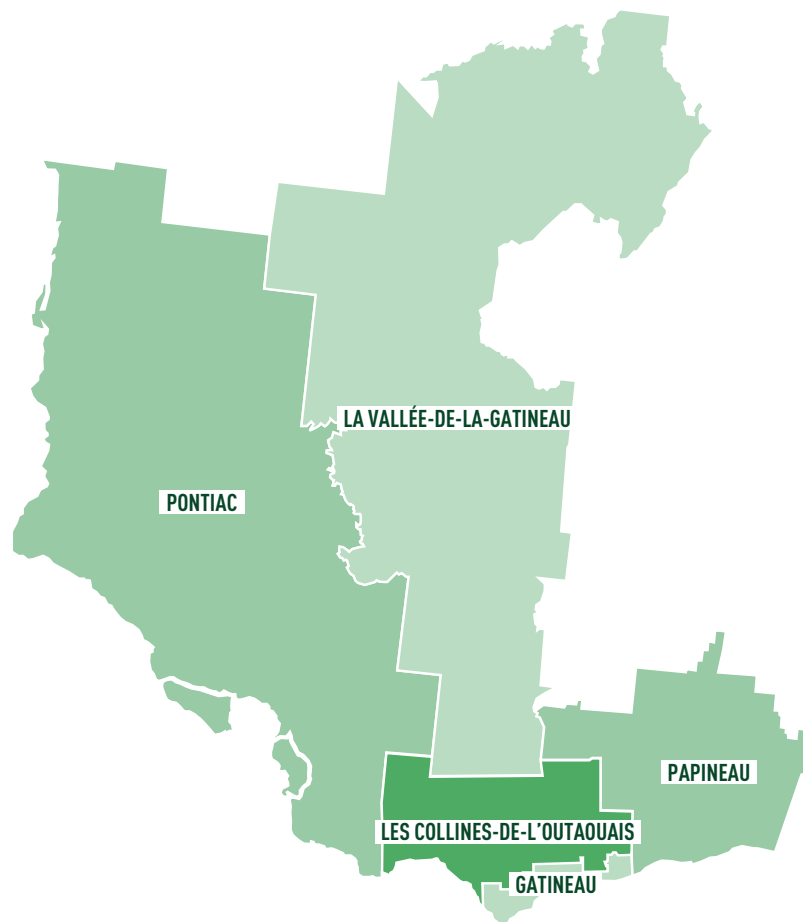 LA VALLÉE-DE-LA-GATINEAU
PONTIAC
PAPINEAU
LES COLLINES-DE-L'OUTAOUAIS
GATINEAU